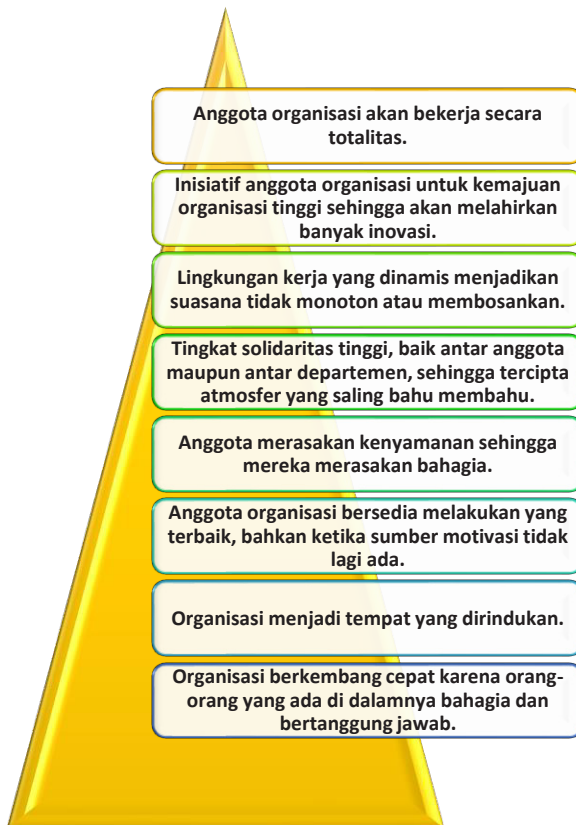 Anggota organisasi akan bekerja secara
totalitas.
Inisiatif anggota organisasi untuk kemajuan
organisasi tinggi sehingga akan melahirkan
banyak inovasi.
Lingkungan kerja yang dinamis menjadikan
suasana tidak monoton atau membosankan.
Tingkat solidaritas tinggi, baik antar anggota
maupun antar departemen, sehingga tercipta
atmosfer yang saling bahu membahu.
Anggota merasakan kenyamanan sehingga
mereka merasakan bahagia.
Anggota organisasi bersedia melakukan yang
terbaik, bahkan ketika sumber motivasi tidak
lagi ada.
Organisasi menjadi tempat yang dirindukan.
Organisasi berkembang cepat karena orang-
orang yang ada di dalamnya bahagia dan
bertanggung jawab.